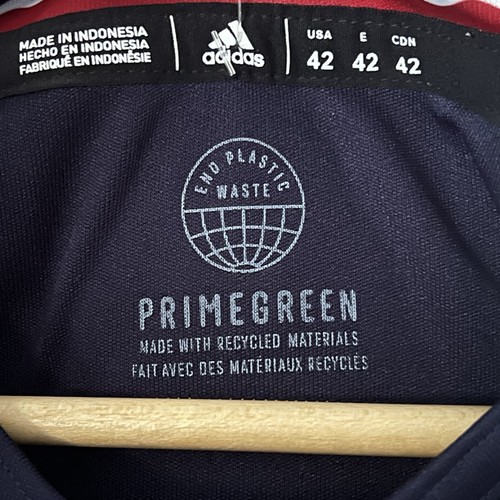 MADE IN INDONESIA
HECHO EN INDONESIA
FABRIQUÉ EN INDONÉSIE
adidas
USA E CDN
42 42 42
END PLASTIC
WASTE
PRIMEGREEN
MADE WITH RECYCLED MATERIALS
FAIT AVEC DES MATÉRIAUX RECYCLÉS